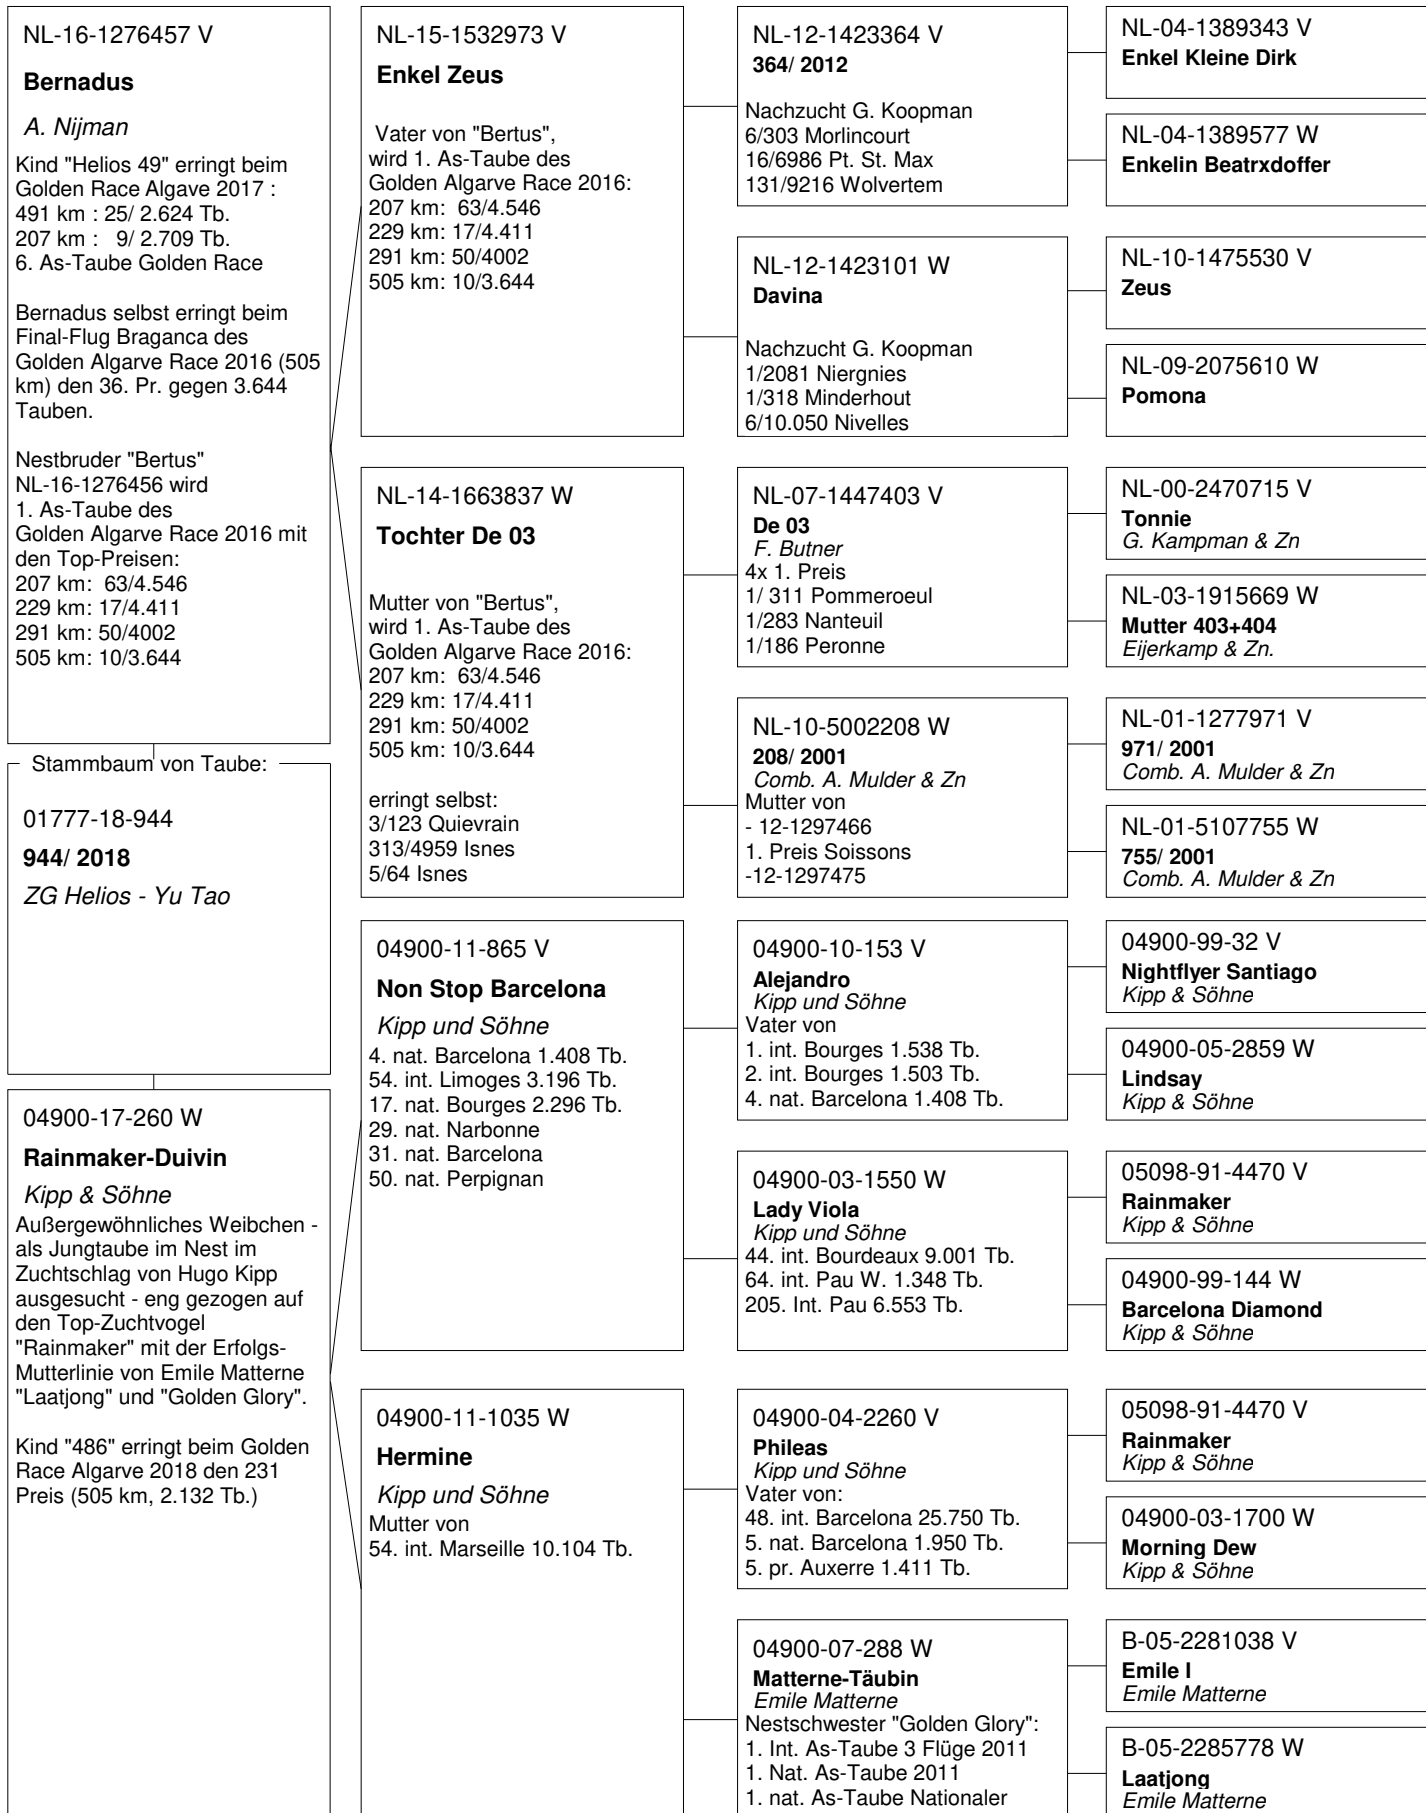 NL-16-1276457 V
Bernadus
A. Nijman
Kind "Helios 49" erringt beim
Golden Race Algave 2017 :
491 km : 25/ 2.624 Tb.
207 km :   9/ 2.709 Tb.
6. As-Taube Golden Race
Bernadus selbst erringt beim
Final-Flug Braganca des
Golden Algarve Race 2016 (505
km) den 36. Pr. gegen 3.644
Tauben.
Nestbruder "Bertus"
NL-16-1276456 wird
1. As-Taube des
Golden Algarve Race 2016 mit
den Top-Preisen:
207 km:  63/4.546
229 km: 17/4.411
291 km: 50/4002
505 km: 10/3.644
Stammbaum von Taube:
01777-18-944
944/ 2018
ZG Helios - Yu Tao
04900-17-260 W
Rainmaker-Duivin
Kipp & Söhne
Außergewöhnliches Weibchen -
als Jungtaube im Nest im
Zuchtschlag von Hugo Kipp
ausgesucht - eng gezogen auf
den Top-Zuchtvogel
"Rainmaker" mit der Erfolgs-
Mutterlinie von Emile Matterne
"Laatjong" und "Golden Glory".
Kind "486" erringt beim Golden
Race Algarve 2018 den 231
Preis (505 km, 2.132 Tb.)
NL-15-1532973 V
Enkel Zeus
Vater von "Bertus",
wird 1. As-Taube des
Golden Algarve Race 2016:
207 km:  63/4.546
229 km: 17/4.411
291 km: 50/4002
505 km: 10/3.644
NL-14-1663837 W
Tochter De 03
Mutter von "Bertus",
wird 1. As-Taube des
Golden Algarve Race 2016:
207 km:  63/4.546
229 km: 17/4.411
291 km: 50/4002
505 km: 10/3.644
erringt selbst:
3/123 Quievrain
313/4959 Isnes
5/64 Isnes
04900-11-865 V
Non Stop Barcelona
Kipp und Söhne
4. nat. Barcelona 1.408 Tb.
54. int. Limoges 3.196 Tb.
17. nat. Bourges 2.296 Tb.
29. nat. Narbonne
31. nat. Barcelona
50. nat. Perpignan
04900-11-1035 W
Hermine
Kipp und Söhne
Mutter von
54. int. Marseille 10.104 Tb.
NL-12-1423364 V
364/ 2012
Nachzucht G. Koopman
6/303 Morlincourt
16/6986 Pt. St. Max
131/9216 Wolvertem
NL-12-1423101 W
Davina
Nachzucht G. Koopman
1/2081 Niergnies
1/318 Minderhout
6/10.050 Nivelles
NL-07-1447403 V
De 03
F. Butner
4x 1. Preis
1/ 311 Pommeroeul
1/283 Nanteuil
1/186 Peronne
NL-10-5002208 W
208/ 2001
Comb. A. Mulder & Zn
Mutter von
- 12-1297466
1. Preis Soissons
-12-1297475
04900-10-153 V
Alejandro
Kipp und Söhne
Vater von
1. int. Bourges 1.538 Tb.
2. int. Bourges 1.503 Tb.
4. nat. Barcelona 1.408 Tb.
04900-03-1550 W
Lady Viola
Kipp und Söhne
44. int. Bourdeaux 9.001 Tb.
64. int. Pau W. 1.348 Tb.
205. Int. Pau 6.553 Tb.
04900-04-2260 V
Phileas
Kipp und Söhne
Vater von:
48. int. Barcelona 25.750 Tb.
5. nat. Barcelona 1.950 Tb.
5. pr. Auxerre 1.411 Tb.
04900-07-288 W
Matterne-Täubin
Emile Matterne
Nestschwester "Golden Glory":
1. Int. As-Taube 3 Flüge 2011
1. Nat. As-Taube 2011
1. nat. As-Taube Nationaler
NL-04-1389343 V
Enkel Kleine Dirk
NL-04-1389577 W
Enkelin Beatrxdoffer
NL-10-1475530 V
Zeus
NL-09-2075610 W
Pomona
NL-00-2470715 V
Tonnie
G. Kampman & Zn
NL-03-1915669 W
Mutter 403+404
Eijerkamp & Zn.
NL-01-1277971 V
971/ 2001
Comb. A. Mulder & Zn
NL-01-5107755 W
755/ 2001
Comb. A. Mulder & Zn
04900-99-32 V
Nightflyer Santiago
Kipp & Söhne
04900-05-2859 W
Lindsay
Kipp & Söhne
05098-91-4470 V
Rainmaker
Kipp & Söhne
04900-99-144 W
Barcelona Diamond
Kipp & Söhne
05098-91-4470 V
Rainmaker
Kipp & Söhne
04900-03-1700 W
Morning Dew
Kipp & Söhne
B-05-2281038 V
Emile I
Emile Matterne
B-05-2285778 W
Laatjong
Emile Matterne